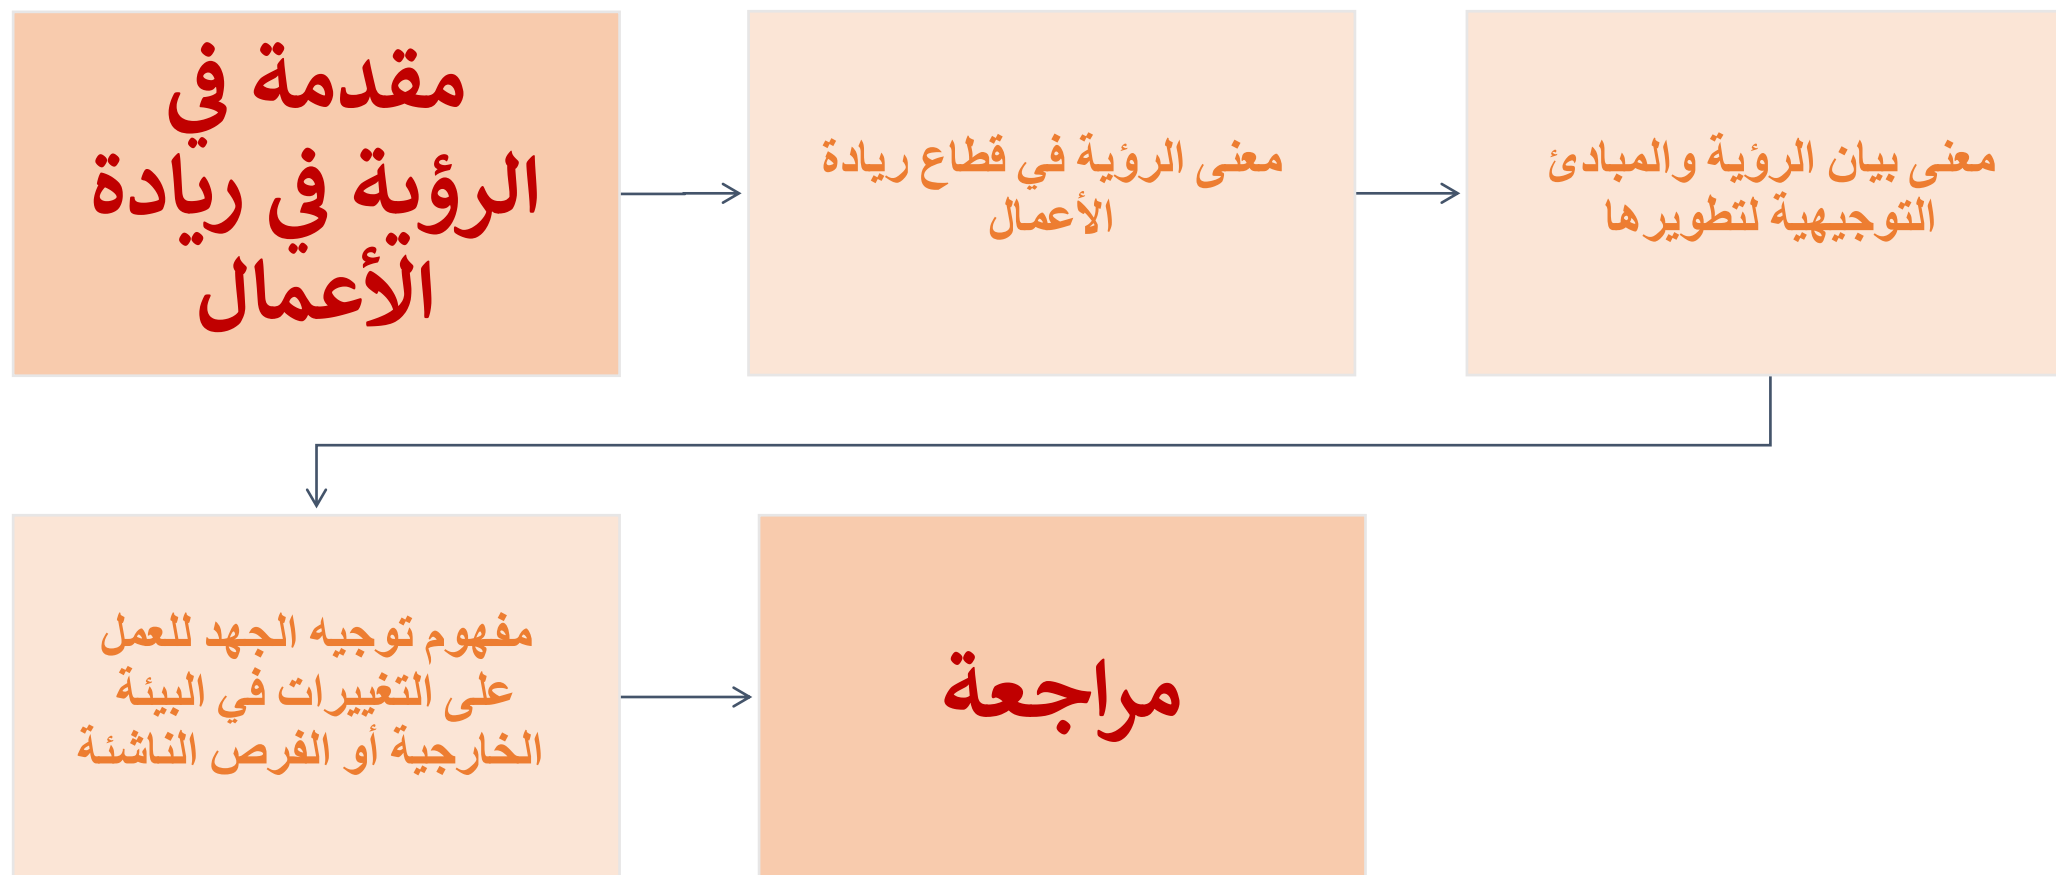 مقدمة في
الرؤية في ريادة
الأعمال
معنى الرؤية في قطاع ريادة
الأعمال
معنى بيان الرؤية والمبادئ
التوجيهية لتطويرها
مفهوم توجيه الجهد للعمل
على التغييرات في البيئة
الخارجية أو الفرص الناشئة
مراجعة